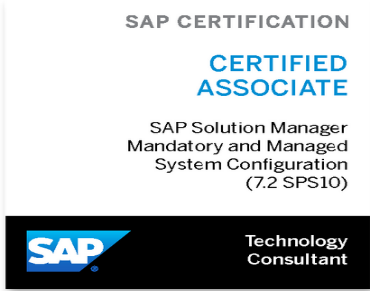 SAP CERTIFICATION
CERTIFIED
ASSOCIATE
SAP Solution Manager
Mandatory and Managed
System Configuration
(7.2 SPS10)
SAP®
Technology
Consultant